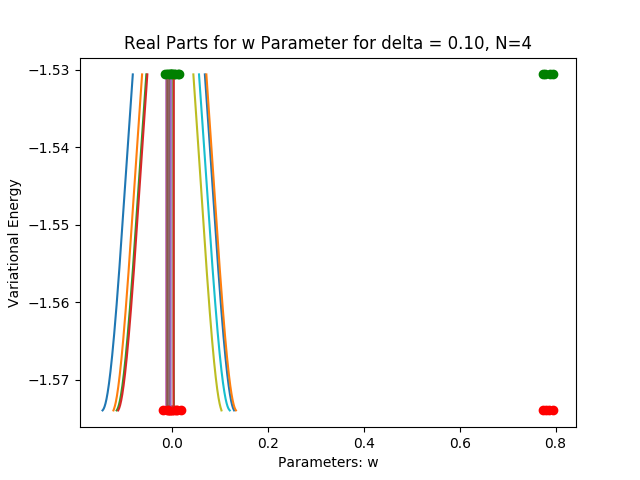 Real Parts for w Parameter for delta = 0.10, N=4
−1.53
−1.54
−1.55
−1.56
−1.57
Variational Energy
0.0 0.2 0.4 0.6 0.8
Parameters: w